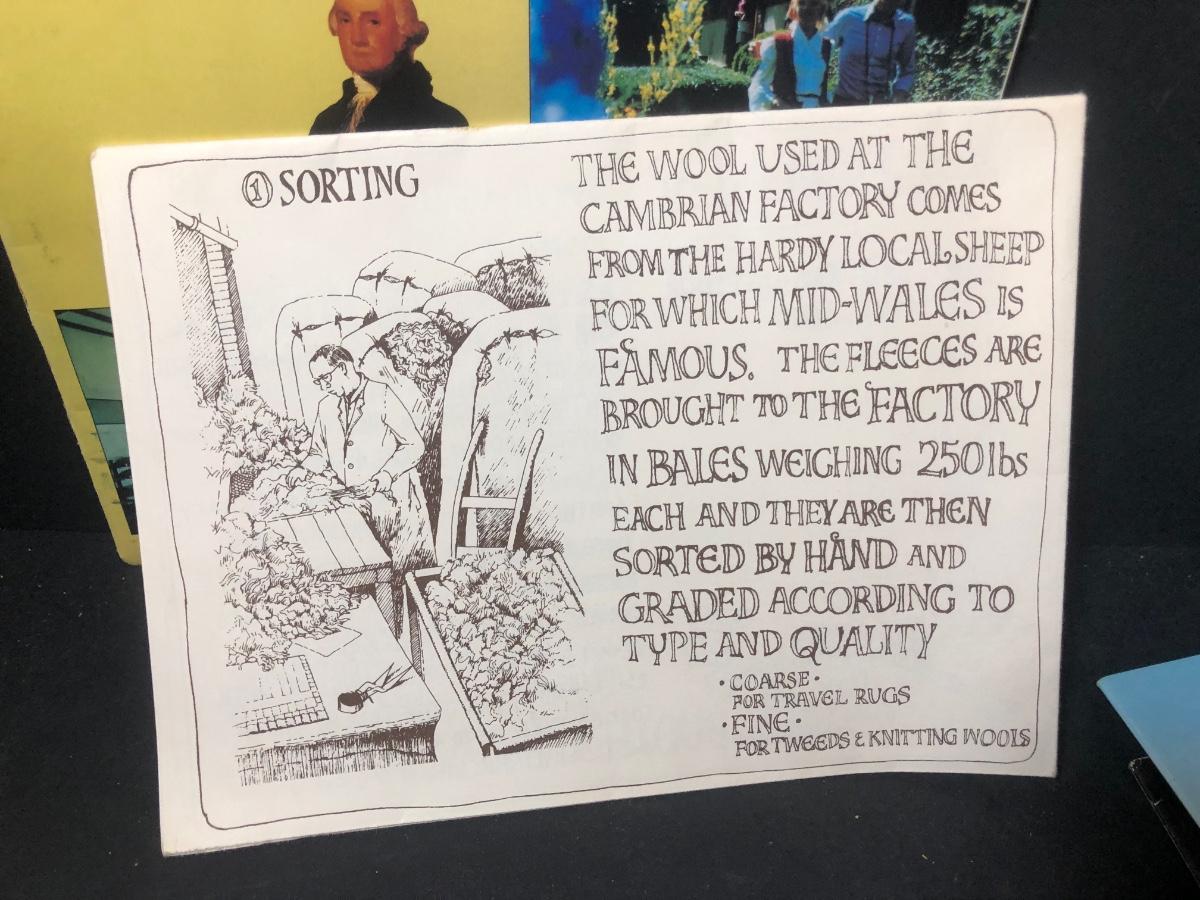 ① SORTING
THE WOOL USED AT THE
CAMBRIAN FACTORY COMES
FROM THE HARDY LOCAL SHEEP
FOR WHICH MID-WALES IS
FAMOUS. THE FLEECES ARE
BROUGHT TO THE FACTORY
IN BALES WEIGHING 250 lbs
EACH AND THEY ARE THEN
SORTED BY HAND AND
GRADED ACCORDING TO
TYPE AND QUALITY
• COARSE •
FOR TRAVEL RUGS
• FINE •
FOR TWEEDS & KNITTING WOOLS